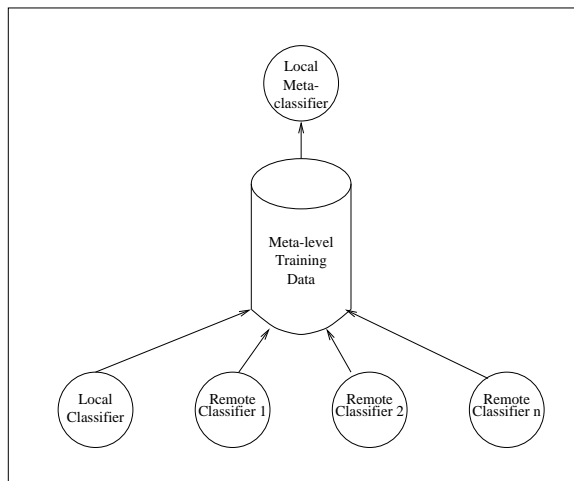 Local
Meta-
classifier
Meta-level
Training
Data
Local
Classifier
Remote
Classifier 1
Remote
Classifier 2
Remote
Classifier n